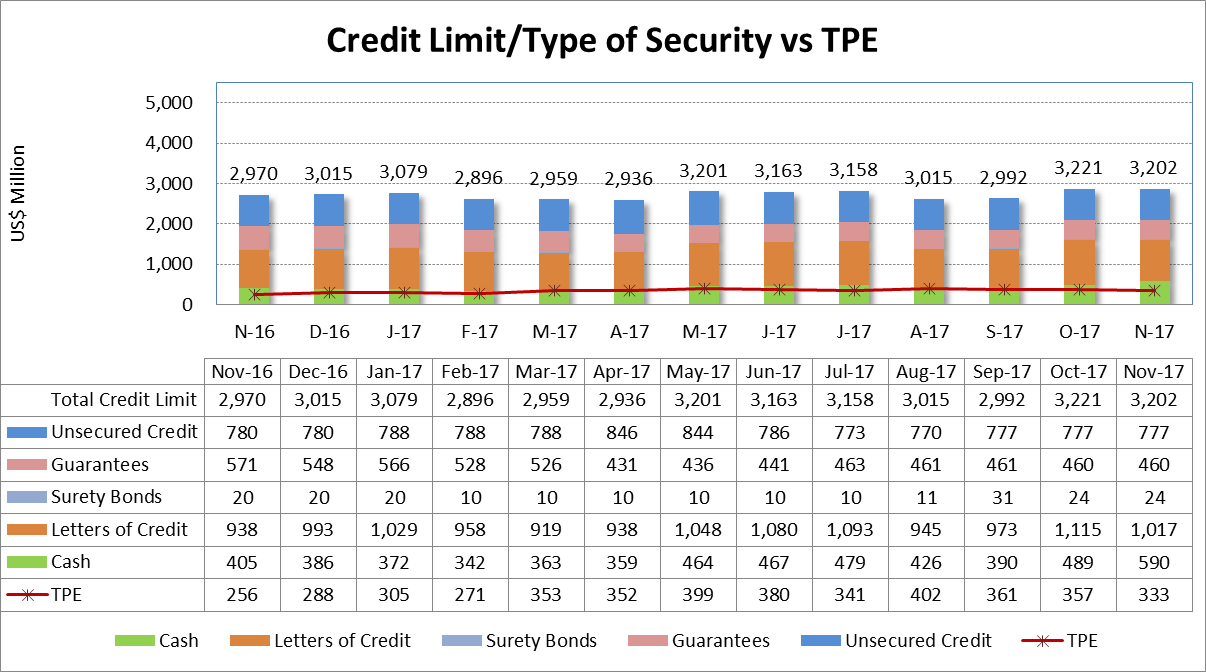 Credit Limit/Type of Security vs TPE
US$ Million
5,000
4,000
3,000
2,000
1,000
0
2,970 3,015 3,079 2,896 2,959 2,936 3,201 3,163 3,158 3,015 2,992 3,221 3,202
N-16 D-16 J-17 F-17 M-17 A-17 M-17 J-17 J-17 A-17 S-17 O-17 N-17
Nov-16 Dec-16 Jan-17 Feb-17 Mar-17 Apr-17 May-17 Jun-17 Jul-17 Aug-17 Sep-17 Oct-17 Nov-17
Total Credit Limit 2,970 3,015 3,079 2,896 2,959 2,936 3,201 3,163 3,158 3,015 2,992 3,221 3,202
Unsecured Credit 780 780 788 788 788 846 844 786 773 770 777 777 777
Guarantees 571 548 566 528 526 431 436 441 463 461 461 460 460
Surety Bonds 20 20 20 10 10 10 10 10 10 11 31 24 24
Letters of Credit 938 993 1,029 958 919 938 1,048 1,080 1,093 945 973 1,115 1,017
Cash 405 386 372 342 363 359 464 467 479 426 390 489 590
TPE 256 288 305 271 353 352 399 380 341 402 361 357 333
Cash Letters of Credit Surety Bonds Guarantees Unsecured Credit TPE